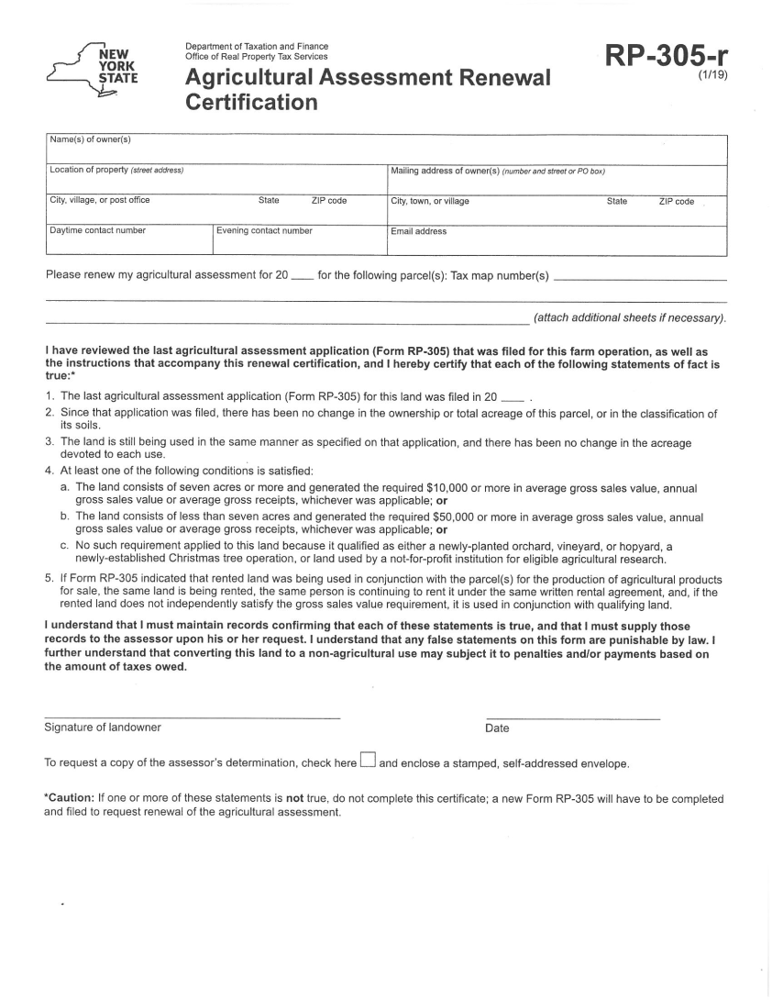 NEW
YORK
STATE
Department of Taxation and Finance
Office of Real Property Tax Services
Agricultural Assessment Renewal
Certification
RP-305-r
(1/19)
Name(s) of owner(s)
Location of property (street address)
Mailing address of owner(s) (number and street or PO box)
City, village, or post office State ZIP code
City, town, or village State ZIP code
Daytime contact number
Evening contact number
Email address
Please renew my agricultural assessment for 20 ____ for the following parcel(s): Tax map number(s) ____
(attach additional sheets if necessary).
I have reviewed the last agricultural assessment application (Form RP-305) that was filed for this farm operation, as well as
the instructions that accompany this renewal certification, and I hereby certify that each of the following statements of fact is
true:*
1. The last agricultural assessment application (Form RP-305) for this land was filed in 20 ____ .
2. Since that application was filed, there has been no change in the ownership or total acreage of this parcel, or in the classification of
its soils.
3. The land is still being used in the same manner as specified on that application, and there has been no change in the acreage
devoted to each use.
4. At least one of the following conditions is satisfied:
a. The land consists of seven acres or more and generated the required $10,000 or more in average gross sales value, annual
gross sales value or average gross receipts, whichever was applicable; or
b. The land consists of less than seven acres and generated the required $50,000 or more in average gross sales value, annual
gross sales value or average gross receipts, whichever was applicable; or
c. No such requirement applied to this land because it qualified as either a newly-planted orchard, vineyard, or hopyard, a
newly-established Christmas tree operation, or land used by a not-for-profit institution for eligible agricultural research.
5. If Form RP-305 indicated that rented land was being used in conjunction with the parcel(s) for the production of agricultural products
for sale, the same land is being rented, the same person is continuing to rent it under the same written rental agreement, and, if the
rented land does not independently satisfy the gross sales value requirement, it is used in conjunction with qualifying land.
I understand that I must maintain records confirming that each of these statements is true, and that I must supply those
records to the assessor upon his or her request. I understand that any false statements on this form are punishable by law. I
further understand that converting this land to a non-agricultural use may subject it to penalties and/or payments based on
the amount of taxes owed.
Signature of landowner
Date
To request a copy of the assessor's determination, check here and enclose a stamped, self-addressed envelope.
*Caution: If one or more of these statements is not true, do not complete this certificate; a new Form RP-305 will have to be completed
and filed to request renewal of the agricultural assessment.